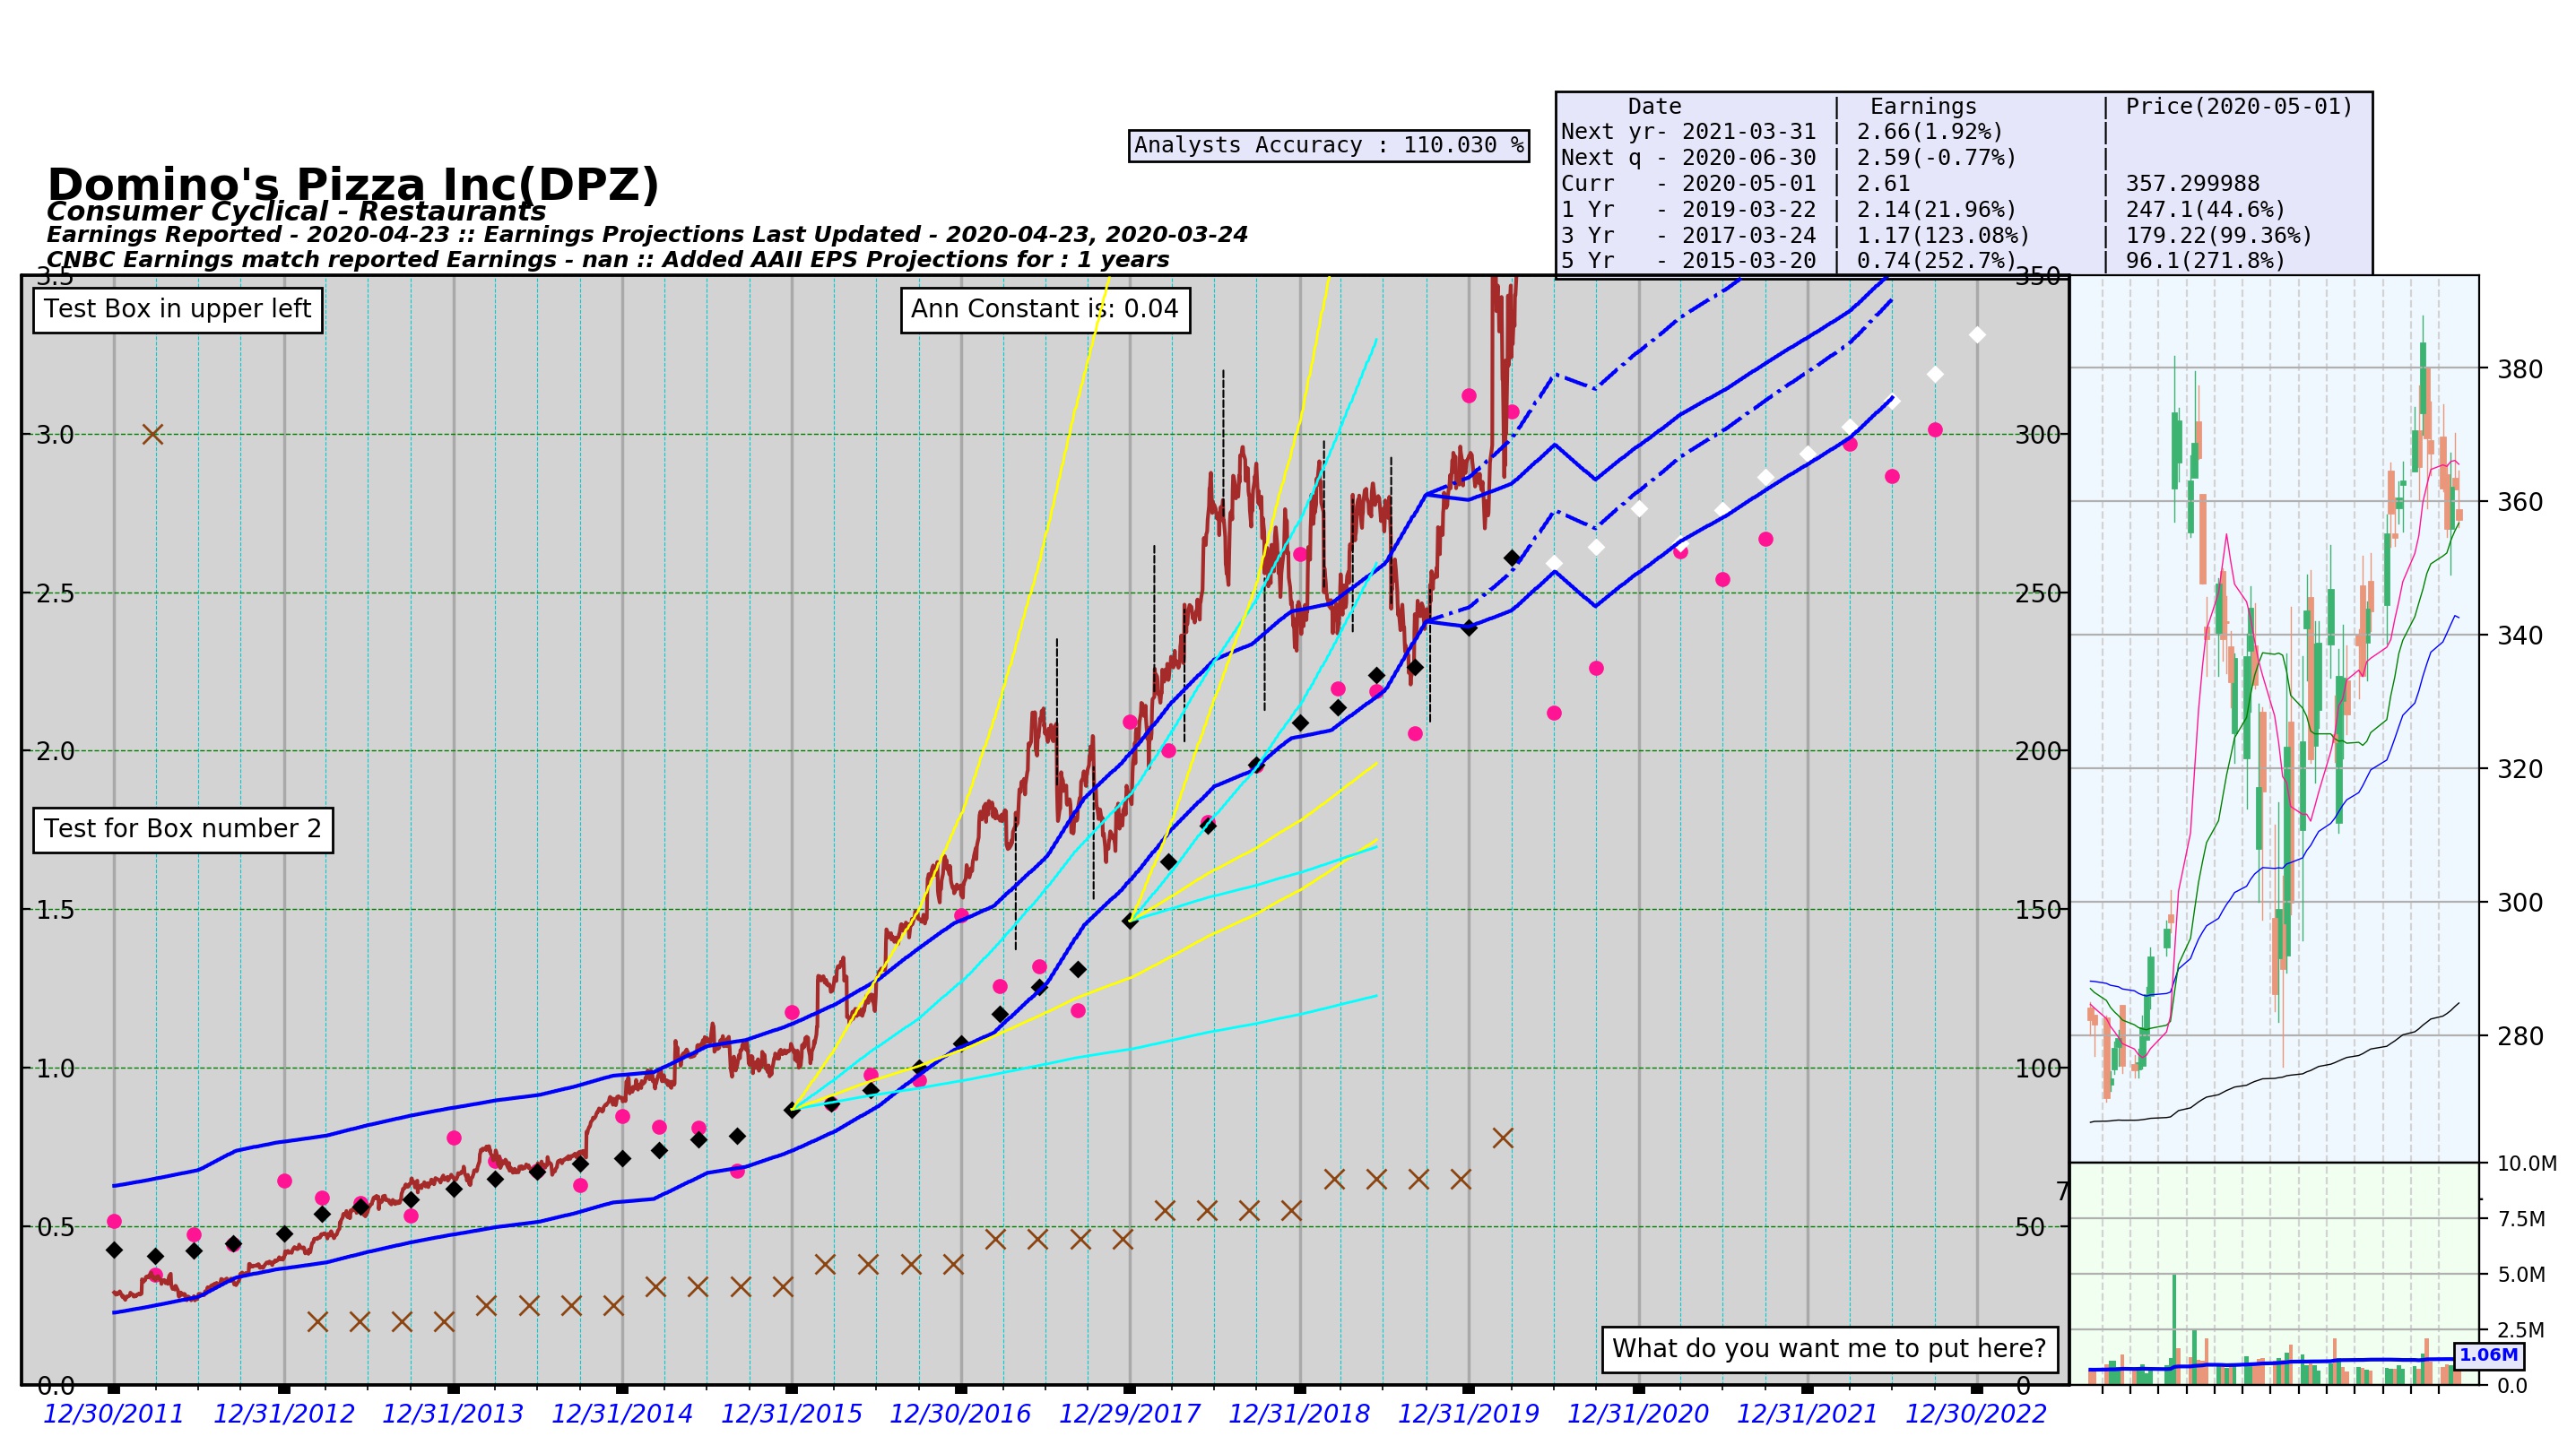 Date | Earnings | Price(2020-05-01)
Next yr- 2021-03-31 | 2.66(1.92%) |
Next q - 2020-06-30 | 2.59(-0.77%) |
Curr - 2020-05-01 | 2.61 | 357.299988
1 Yr - 2019-03-22 | 2.14(21.96%) | 247.1(44.6%)
3 Yr - 2017-03-24 | 1.17(123.08%) | 179.22(99.36%)
5 Yr - 2015-03-20 | 0.74(252.7%) | 96.1(271.8%)
Analysts Accuracy : 110.030 %
Domino's Pizza Inc(DPZ)
Consumer Cyclical - Restaurants
Earnings Reported - 2020-04-23 :: Earnings Projections Last Updated - 2020-04-23, 2020-03-24
CNBC Earnings match reported Earnings - nan :: Added AAII EPS Projections for : 1 years
Test Box in upper left
Ann Constant is: 0.04
Test for Box number 2
What do you want me to put here?
3.5
3.0
2.5
2.0
1.5
1.0
0.5
0.0
350
300
250
200
150
100
50
0
7
380
360
340
320
300
280
10.0M
7.5M
5.0M
2.5M
1.06M
0.0
12/30/2011 12/31/2012 12/31/2013 12/31/2014 12/31/2015 12/30/2016 12/29/2017 12/31/2018 12/31/2019 12/31/2020 12/31/2021 12/30/2022